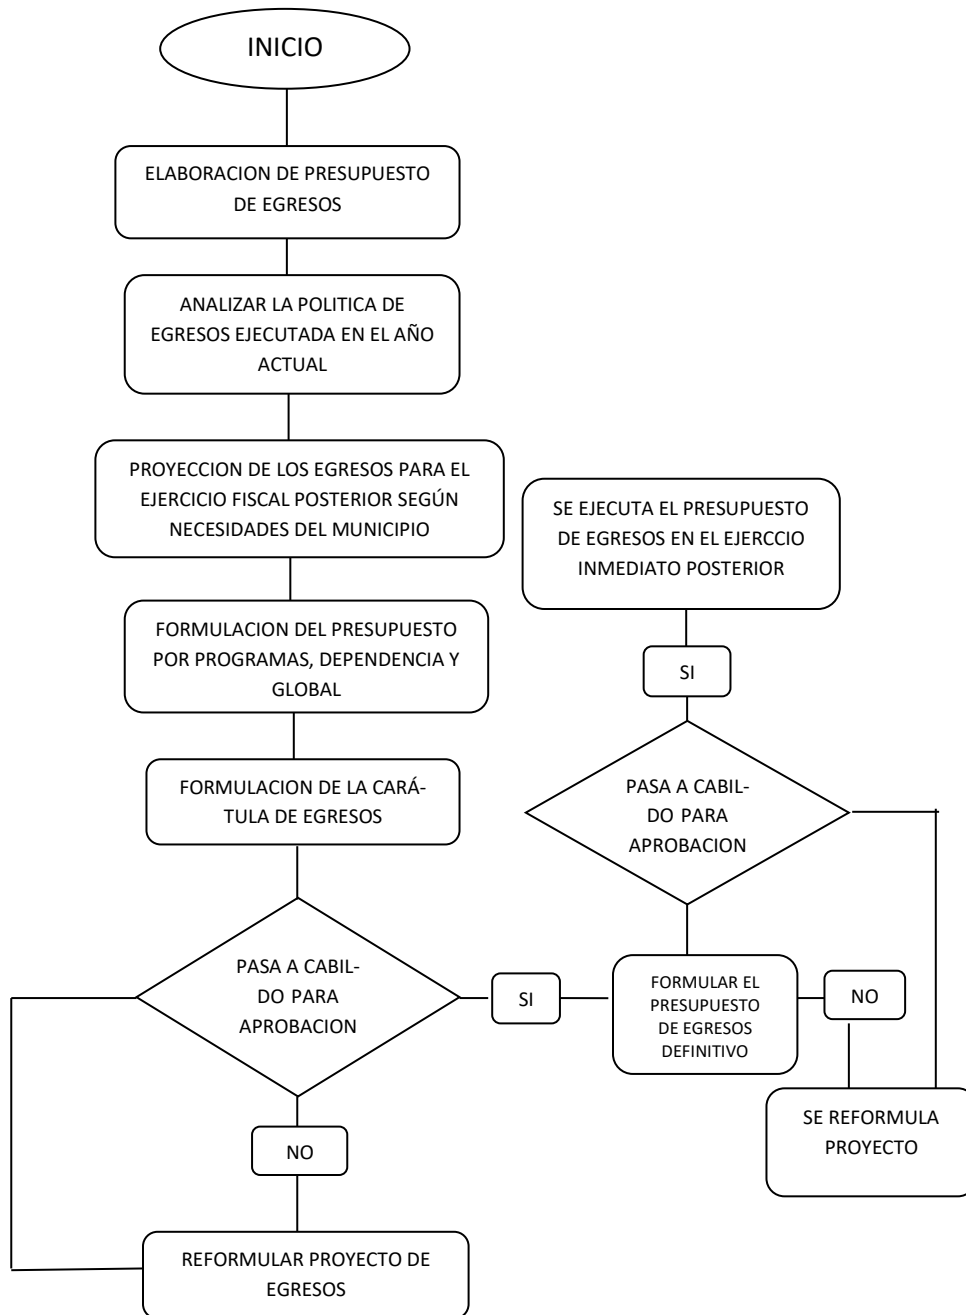 INICIO
ELABORACION DE PRESUPUESTO
DE EGRESOS
ANALIZAR LA POLITICA DE
EGRESOS EJECUTADA EN EL AÑO
ACTUAL
PROYECCION DE LOS EGRESOS PARA EL
EJERCICIO FISCAL POSTERIOR SEGÚN
NECESIDADES DEL MUNICIPIO
FORMULACION DEL PRESUPUESTO
POR PROGRAMAS, DEPENDENCIA Y
GLOBAL
FORMULACION DE LA CARÁ-
TULA DE EGRESOS
PASA A CABIL-
DO PARA
APROBACION
NO
REFORMULAR PROYECTO DE
EGRESOS
SI
FORMULAR EL
PRESUPUESTO
DE EGRESOS
DEFINITIVO
NO
SE REFORMULA
PROYECTO
PASA A CABIL-
DO PARA
APROBACION
SI
SE EJECUTA EL PRESUPUESTO
DE EGRESOS EN EL EJERCCIO
INMEDIATO POSTERIOR